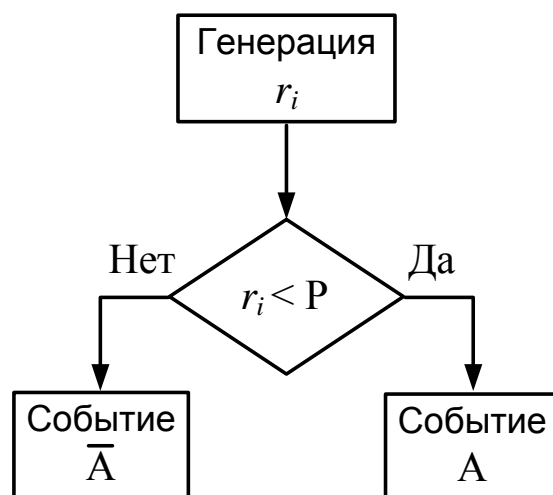 Генерация
rᵢ
Нет
Да
rᵢ < P
Событие
A̅
Событие
A